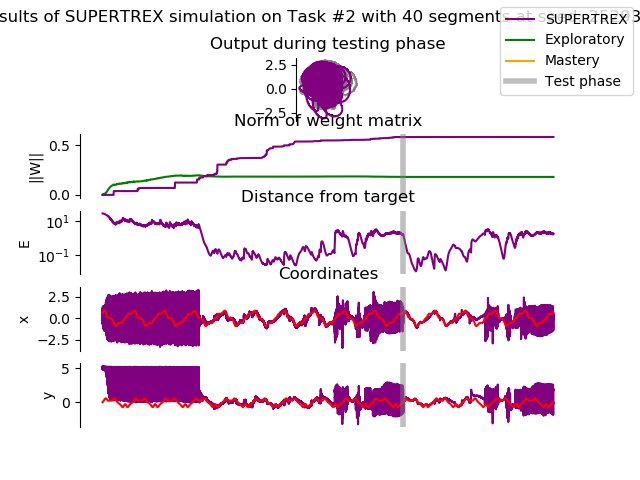 sults of SUPERTREX simulation on Task #2 with 40 segments
SUPERTREX
Exploratory
Mastery
Test phase
Output during testing phase
2.5
0.0
−2.5
Norm of weight matrix
||W||
0.5
0.0
Distance from target
E
10^1
10^-1
Coordinates
x
2.5
0.0
−2.5
y
5
0